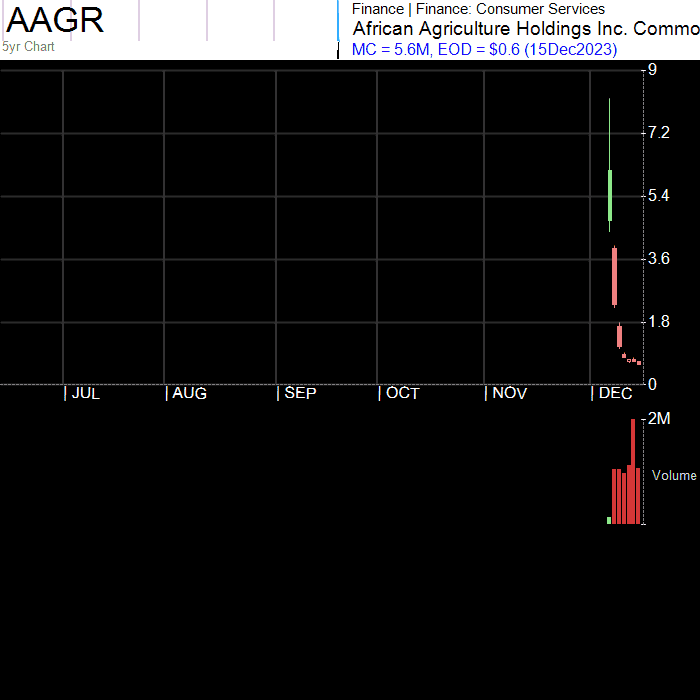 AAGR
5yr Chart
Finance | Finance: Consumer Services
African Agriculture Holdings Inc. Commo
MC = 5.6M, EOD = $0.6 (15Dec2023)
9
7.2
5.4
3.6
1.8
0
| JUL | AUG | SEP | OCT | NOV | DEC
2M
Volume